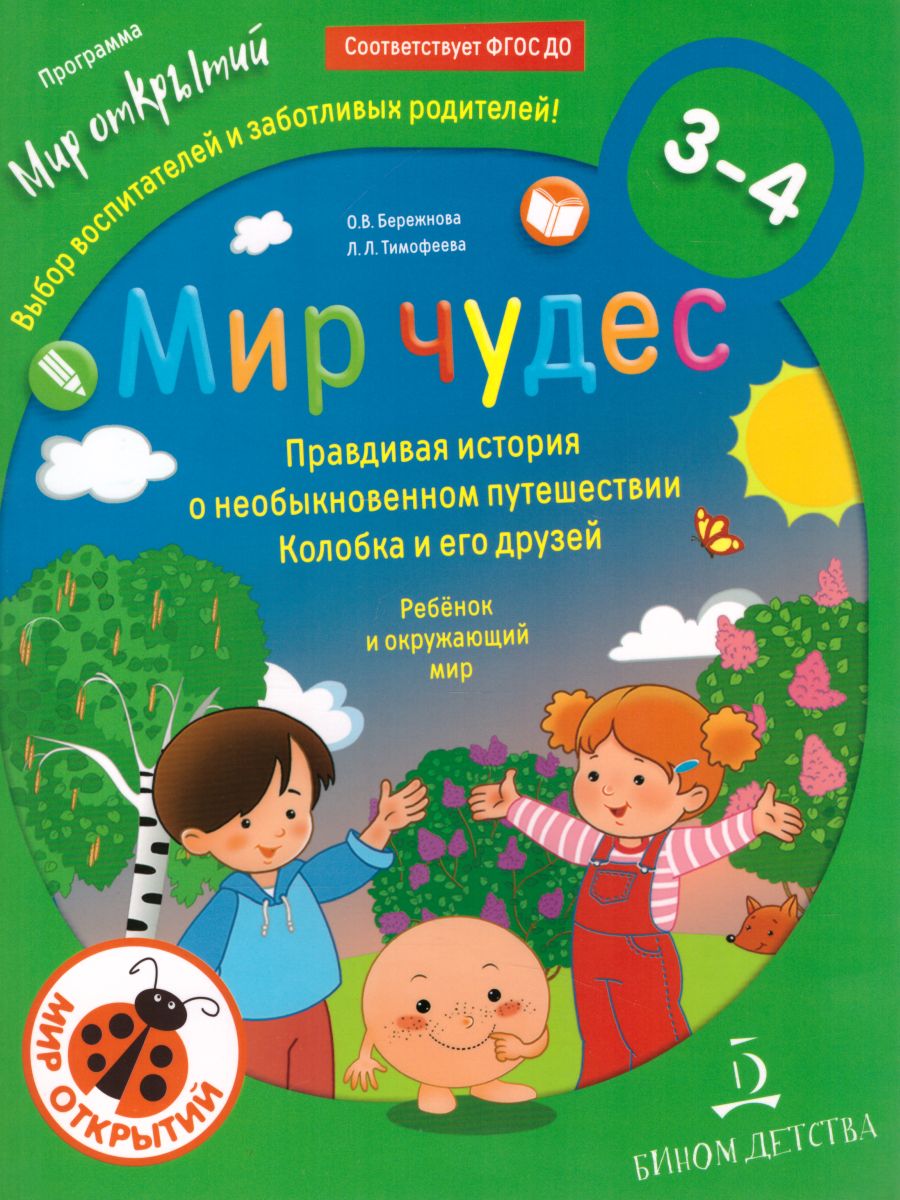 Программа
Мир открытий
Соответствует ФГОС ДО
Выбор воспитателей и заботливых родителей!
3-4
О.В. Бережнова
Л.Л. Тимофеева
Мир чудес
Правдивая история
о необыкновенном путешествии
Колобка и его друзей
Ребёнок
и окружающий
мир
МИР ОТКРЫТИЙ
БИНОМ ДЕТСТВА